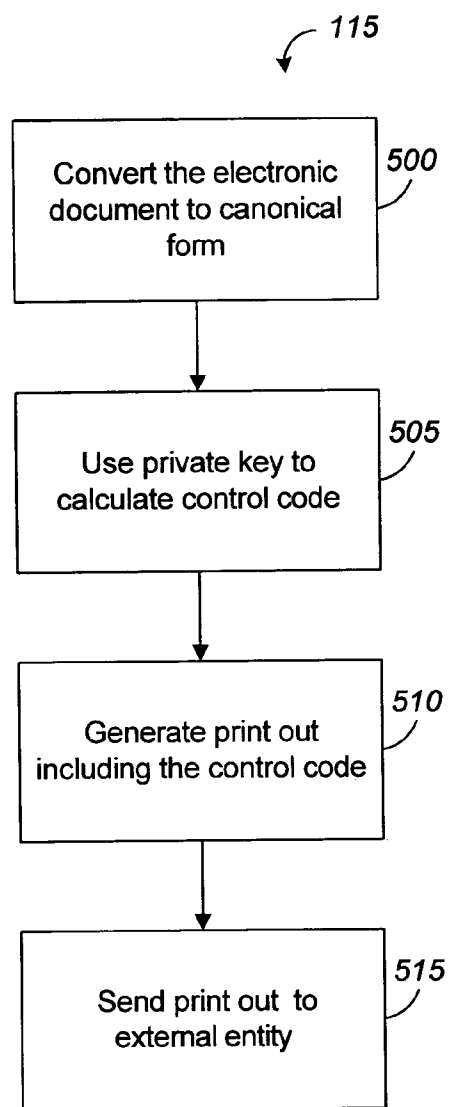 115
Convert the electronic
document to canonical
form
500
Use private key to
calculate control code
505
Generate print out
including the control code
510
Send print out to
external entity
515